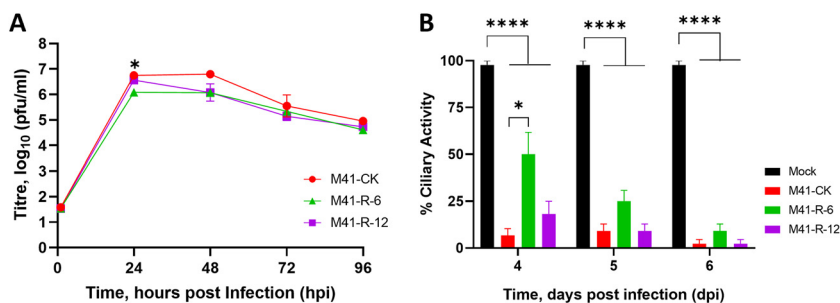 A
Titre, log10 (pfu/ml)
8
7
6
5
4
3
2
1
0
*
M41-CK
M41-R-6
M41-R-12
0 24 48 72 96
Time, hours post Infection (hpi)
B
% Ciliary Activity
100
75
50
25
0
**** **** ****
*
Mock
M41-CK
M41-R-6
M41-R-12
4 5 6
Time, days post infection (dpi)